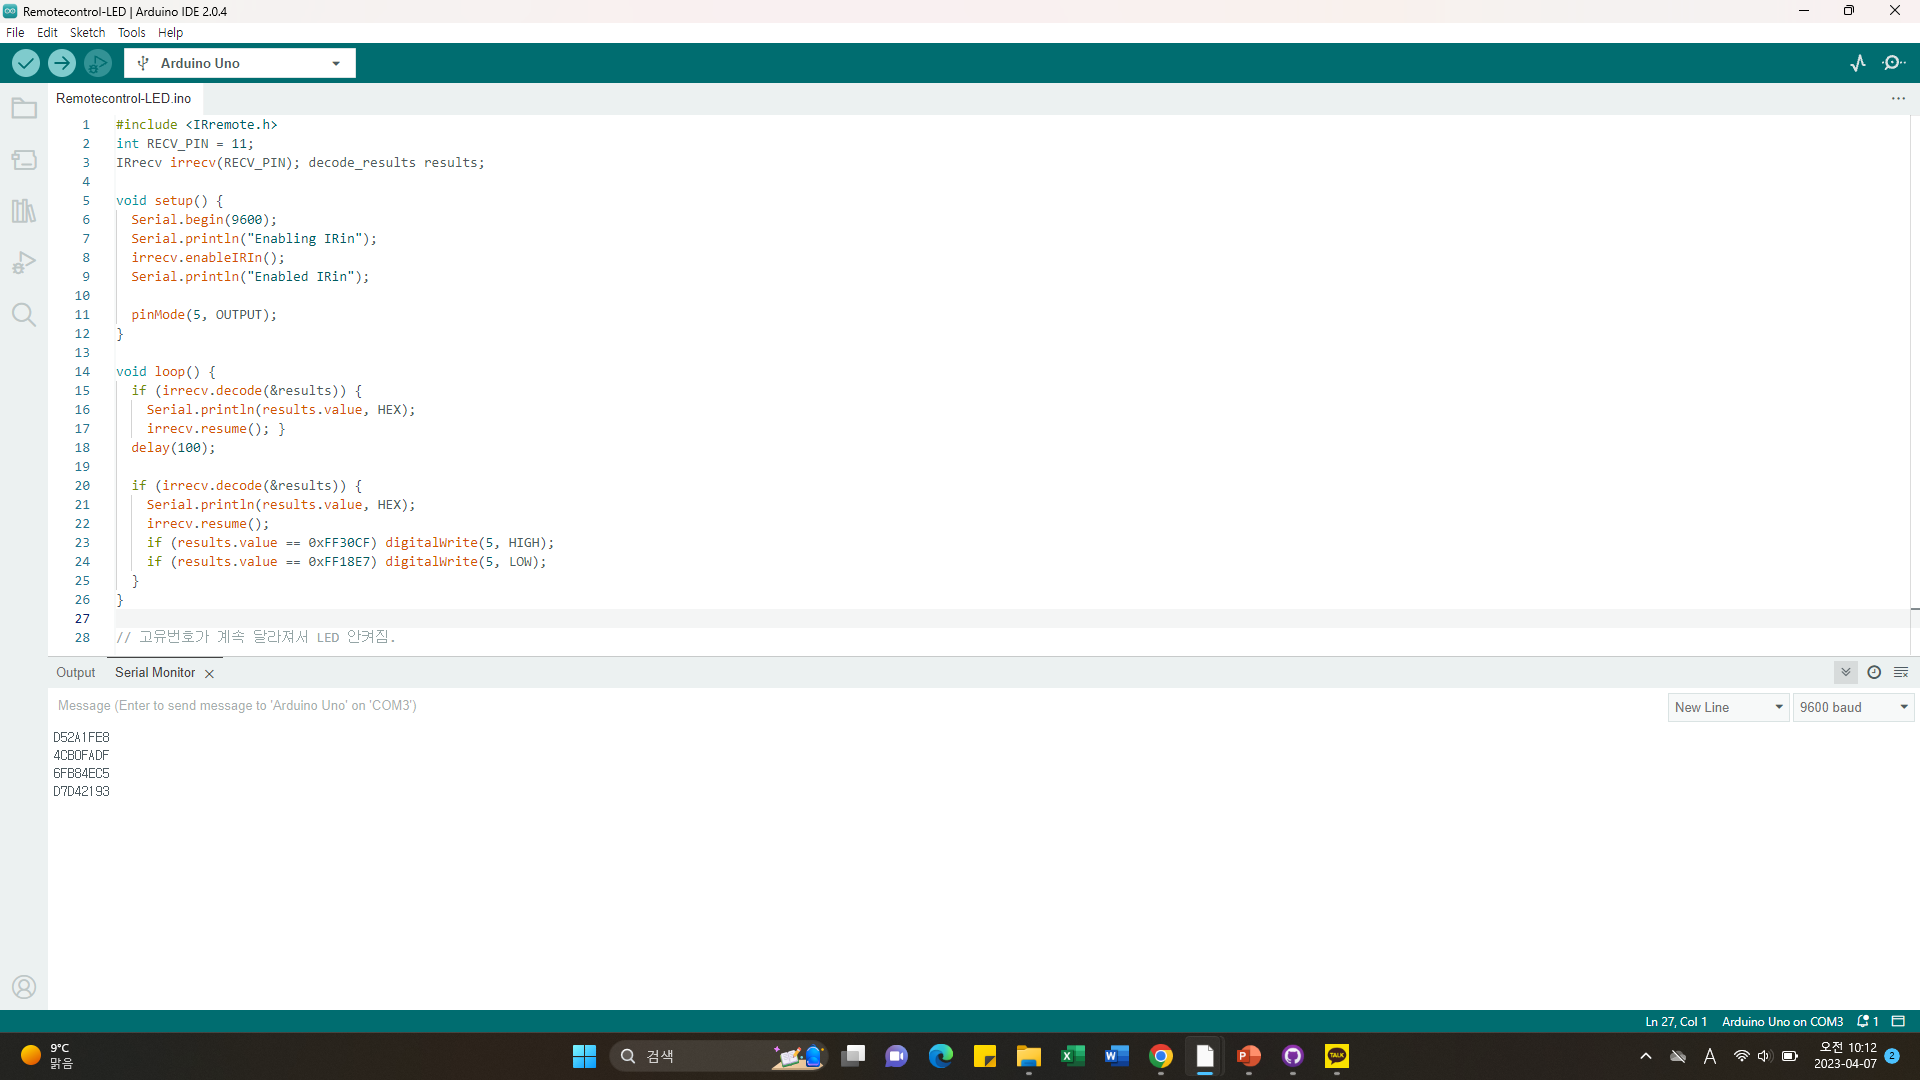 Remotecontrol-LED | Arduino IDE 2.0.4
File Edit Sketch Tools Help
Arduino Uno
Remotecontrol-LED.ino
1 #include <IRremote.h>
2 int RECV_PIN = 11;
3 IRrecv irrecv(RECV_PIN); decode_results results;
4
5 void setup() {
6 Serial.begin(9600);
7 Serial.println("Enabling IRin");
8 irrecv.enableIRIn();
9 Serial.println("Enabled IRin");
10
11 pinMode(5, OUTPUT);
12 }
13
14 void loop() {
15 if (irrecv.decode(&results)) {
16 Serial.println(results.value, HEX);
17 irrecv.resume(); }
18 delay(100);
19
20 if (irrecv.decode(&results)) {
21 Serial.println(results.value, HEX);
22 irrecv.resume();
23 if (results.value == 0xFF30CF) digitalWrite(5, HIGH);
24 if (results.value == 0xFF18E7) digitalWrite(5, LOW);
25 }
26 }
27
28 // 고유번호가 계속 달라져서 LED 안켜짐.
Output Serial Monitor
Message (Enter to send message to 'Arduino Uno' on 'COM3')
New Line 9600 baud
D52A1FE8
4CB0FADF
6FB84EC5
D7D42193
Ln 27, Col 1 Arduino Uno on COM3 1
9°C
맑음
검색
TALK
A
오전 10:12
2023-04-07
2